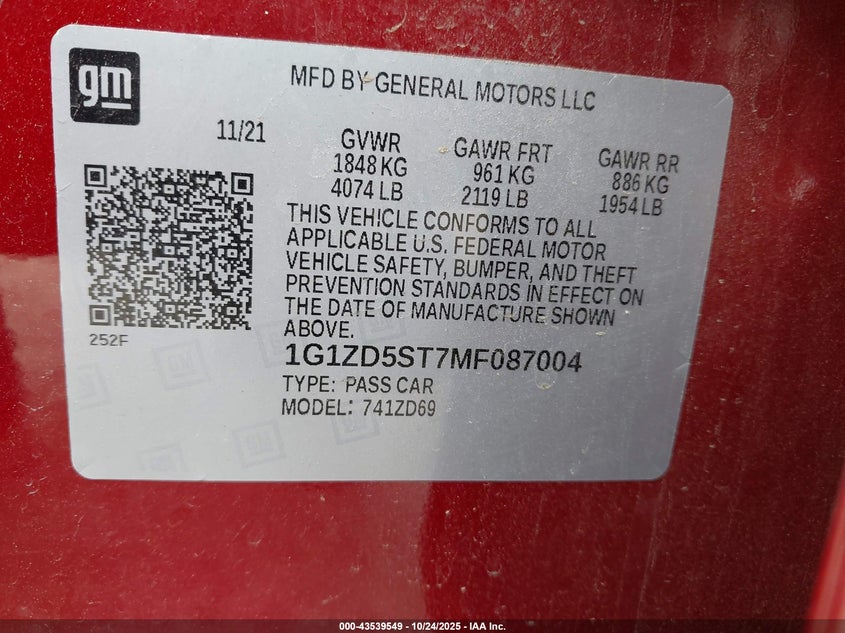 gm
MFD BY GENERAL MOTORS LLC
11/21
GVWR
1848 KG
4074 LB
GAWR FRT
961 KG
2119 LB
GAWR RR
886 KG
1954 LB
THIS VEHICLE CONFORMS TO ALL
APPLICABLE U.S. FEDERAL MOTOR
VEHICLE SAFETY, BUMPER, AND THEFT
PREVENTION STANDARDS IN EFFECT ON
THE DATE OF MANUFACTURE SHOWN
ABOVE.
252F
1G1ZD5ST7MF087004
TYPE: PASS CAR
MODEL: 741ZD69
GM GM GM
000-43539549 - 10/24/2025 - IAA Inc.